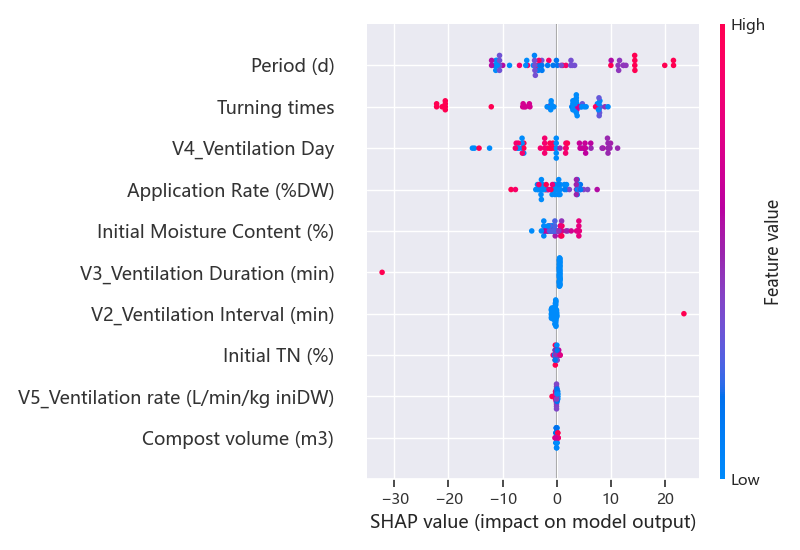 High
Period (d)
Turning times
V4_Ventilation Day
Application Rate (%DW)
Initial Moisture Content (%)
V3_Ventilation Duration (min)
V2_Ventilation Interval (min)
Initial TN (%)
V5_Ventilation rate (L/min/kg iniDW)
Compost volume (m3)
Feature value
Low
−30 −20 −10 0 10 20
SHAP value (impact on model output)